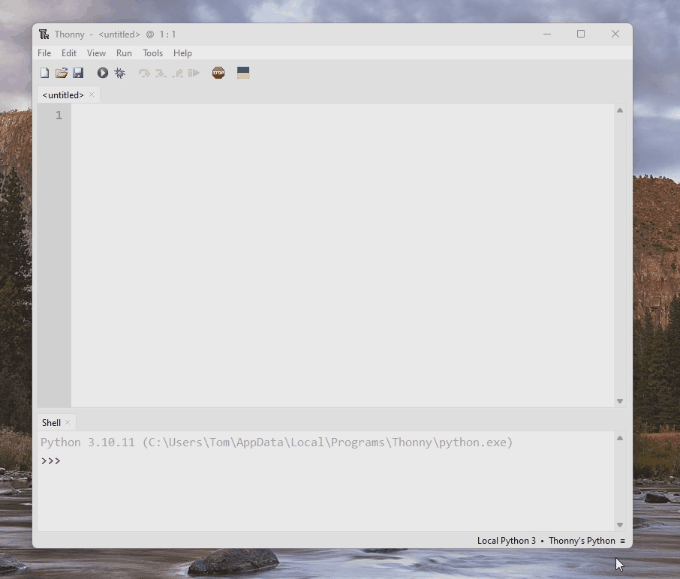 Thonny - <untitled> @ 1:1
File Edit View Run Tools Help
STOP
<untitled> ×
1
Shell ×
Python 3.10.11 (C:\Users\Tom\AppData\Local\Programs\Thonny\python.exe)
>>>
Local Python 3 • Thonny's Python ≡